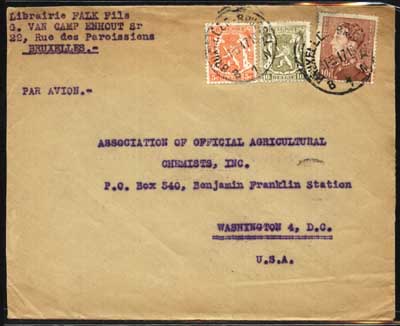 Librairie FALK Fils
G. VAN CAMP ENHOUT Sr
22, Rue des Paroissiens
BRUXELLES.-
PAR AVION.-
ASSOCIATION OF OFFICIAL AGRICULTURAL
CHEMISTS, INC.
P.O. Box 540, Benjamin Franklin Station
WASHINGTON 4, D.C.
U.S.A.